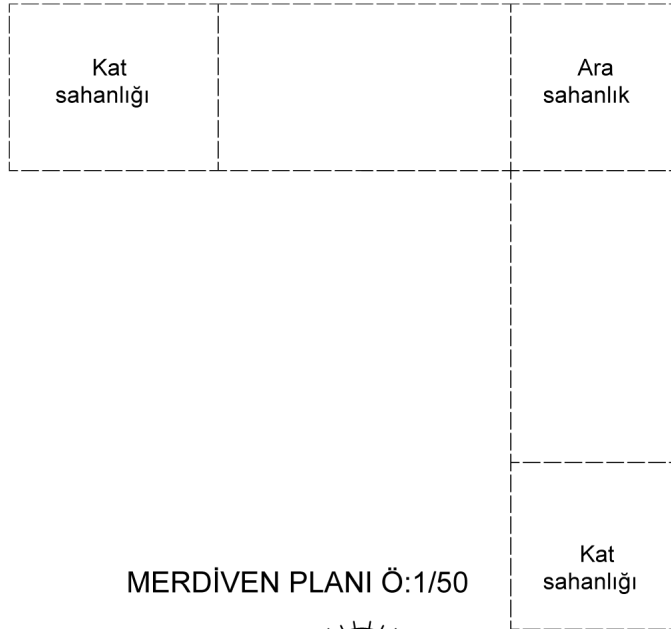 Kat
sahanlığı
Ara
sahanlık
Kat
sahanlığı
MERDİVEN PLANI Ö:1/50